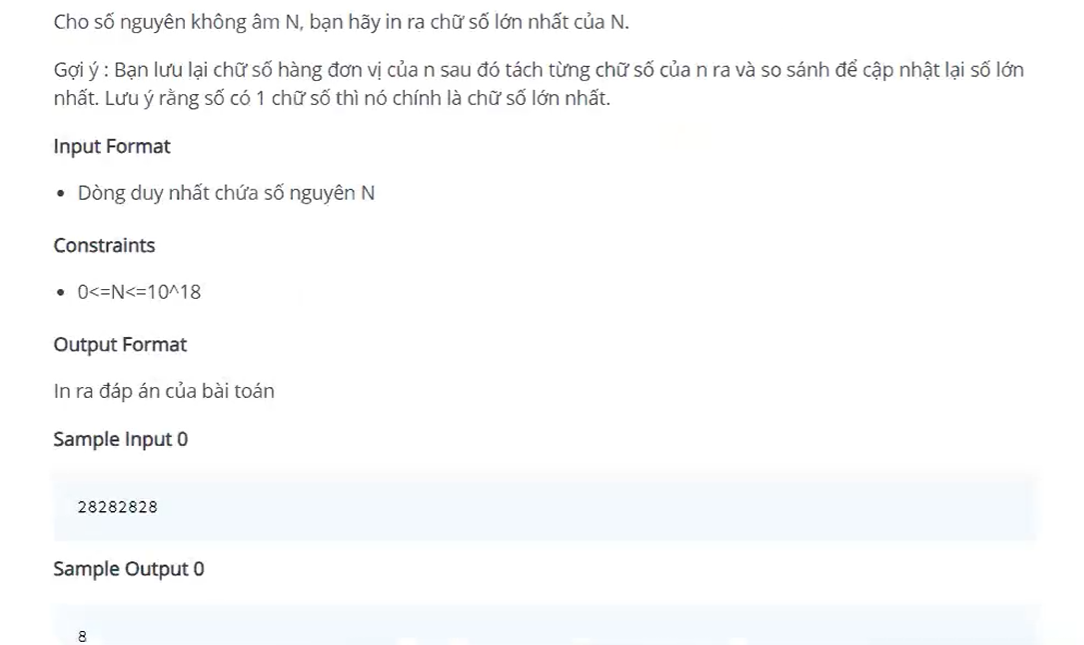 Cho số nguyên không âm N, bạn hãy in ra chữ số lớn nhất của N.
Gợi ý : Bạn lưu lại chữ số hàng đơn vị của n sau đó tách từng chữ số của n ra và so sánh để cập nhật lại số lớn
nhất. Lưu ý rằng số có 1 chữ số thì nó chính là chữ số lớn nhất.
Input Format
• Dòng duy nhất chứa số nguyên N
Constraints
• 0<=N<=10^18
Output Format
In ra đáp án của bài toán
Sample Input 0
28282828
Sample Output 0
8